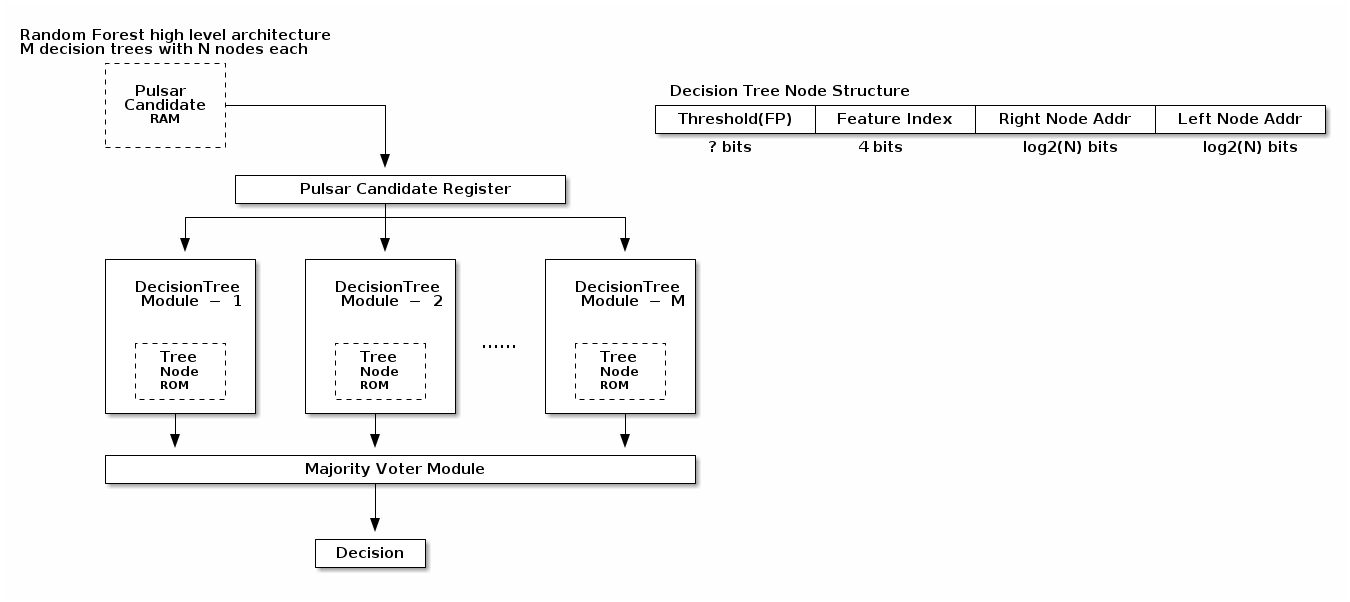 Random Forest high level architecture
M decision trees with N nodes each
Pulsar
Candidate
RAM
Decision Tree Node Structure
Threshold(FP) Feature Index Right Node Addr Left Node Addr
? bits 4 bits log2(N) bits log2(N) bits
Pulsar Candidate Register
DecisionTree
Module – 1
Tree
Node
ROM
DecisionTree
Module – 2
Tree
Node
ROM
......
DecisionTree
Module – M
Tree
Node
ROM
Majority Voter Module
Decision